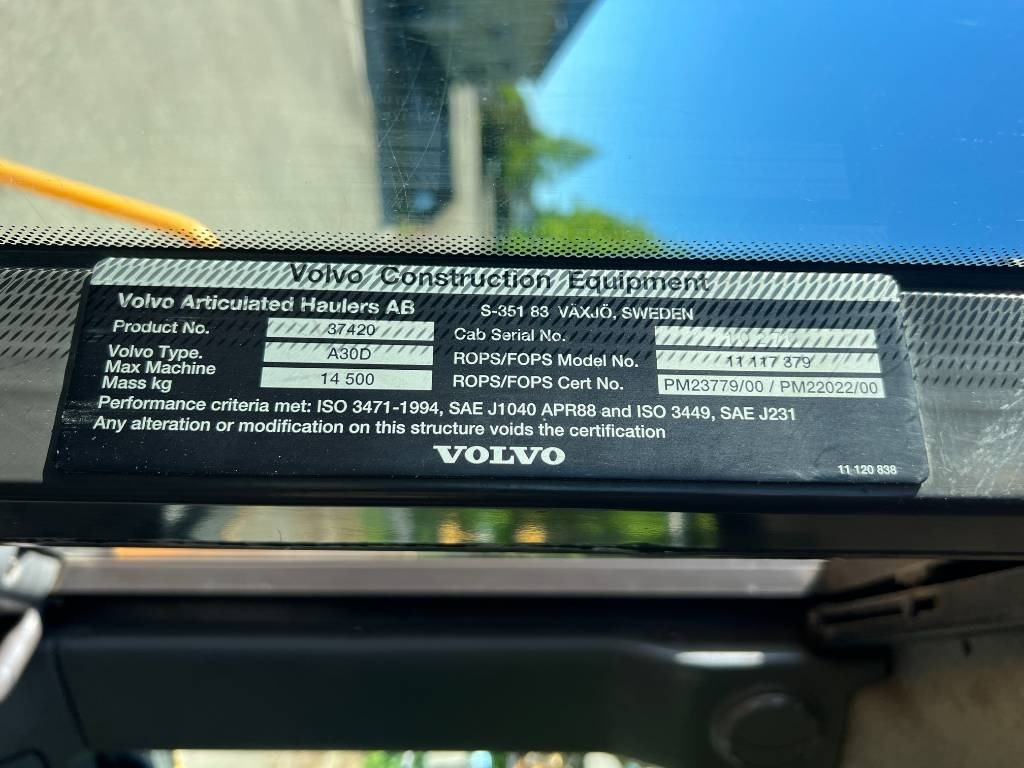 Volvo Construction Equipment
Volvo Articulated Haulers AB S-351 83 VÄXJÖ, SWEDEN
Product No. 37420 Cab Serial No.
Volvo Type. A30D ROPS/FOPS Model No. 11 117 379
Max Machine
Mass kg 14 500 ROPS/FOPS Cert No. PM23779/00 / PM22022/00
Performance criteria met: ISO 3471-1994, SAE J1040 APR88 and ISO 3449, SAE J231
Any alteration or modification on this structure voids the certification
VOLVO
11 120 838